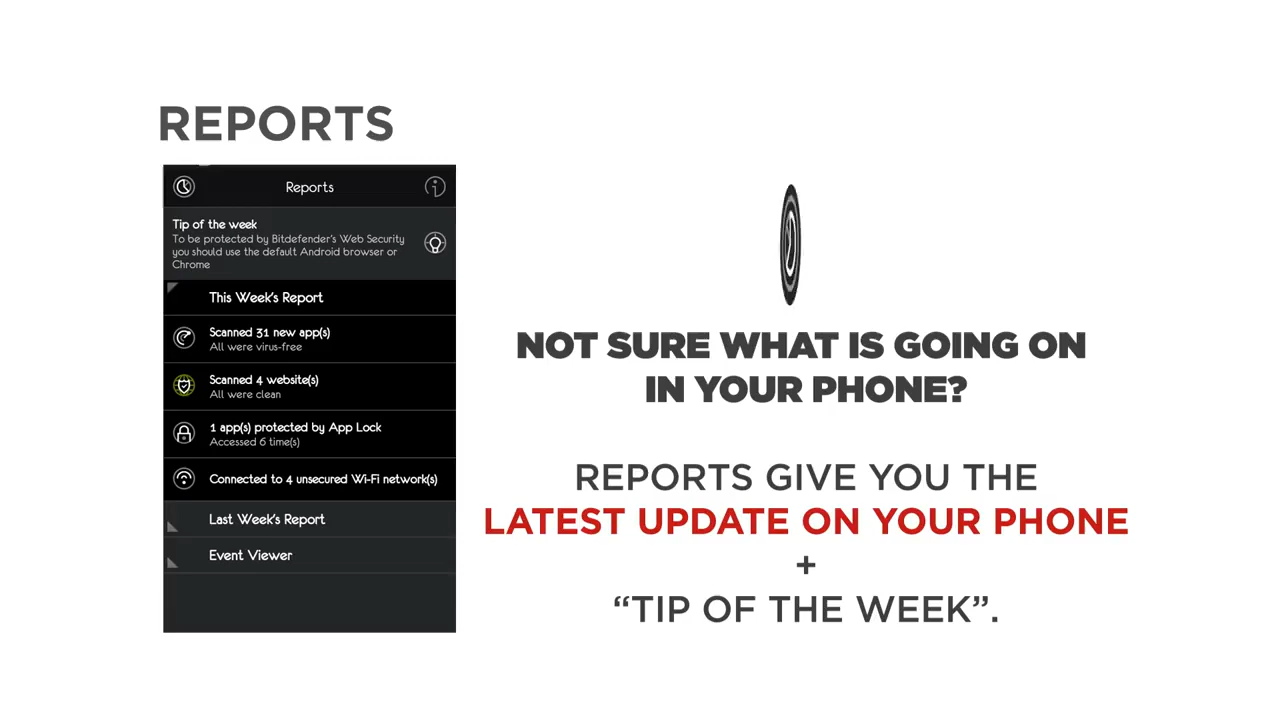 REPORTS
Reports
Tip of the week
To be protected by Bitdefender's Web Security
you should use the default Android browser or
Chrome
This Week's Report
Scanned 31 new app(s)
All were virus-free
Scanned 4 website(s)
All were clean
1 app(s) protected by App Lock
Accessed 6 time(s)
Connected to 4 unsecured Wi-Fi network(s)
Last Week's Report
Event Viewer
NOT SURE WHAT IS GOING ON
IN YOUR PHONE?
REPORTS GIVE YOU THE
LATEST UPDATE ON YOUR PHONE
+
“TIP OF THE WEEK”.